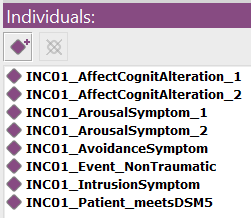 Individuals:
INC01_AffectCognitAlteration_1
INC01_AffectCognitAlteration_2
INC01_ArousalSymptom_1
INC01_ArousalSymptom_2
INC01_AvoidanceSymptom
INC01_Event_NonTraumatic
INC01_IntrusionSymptom
INC01_Patient_meetsDSM5